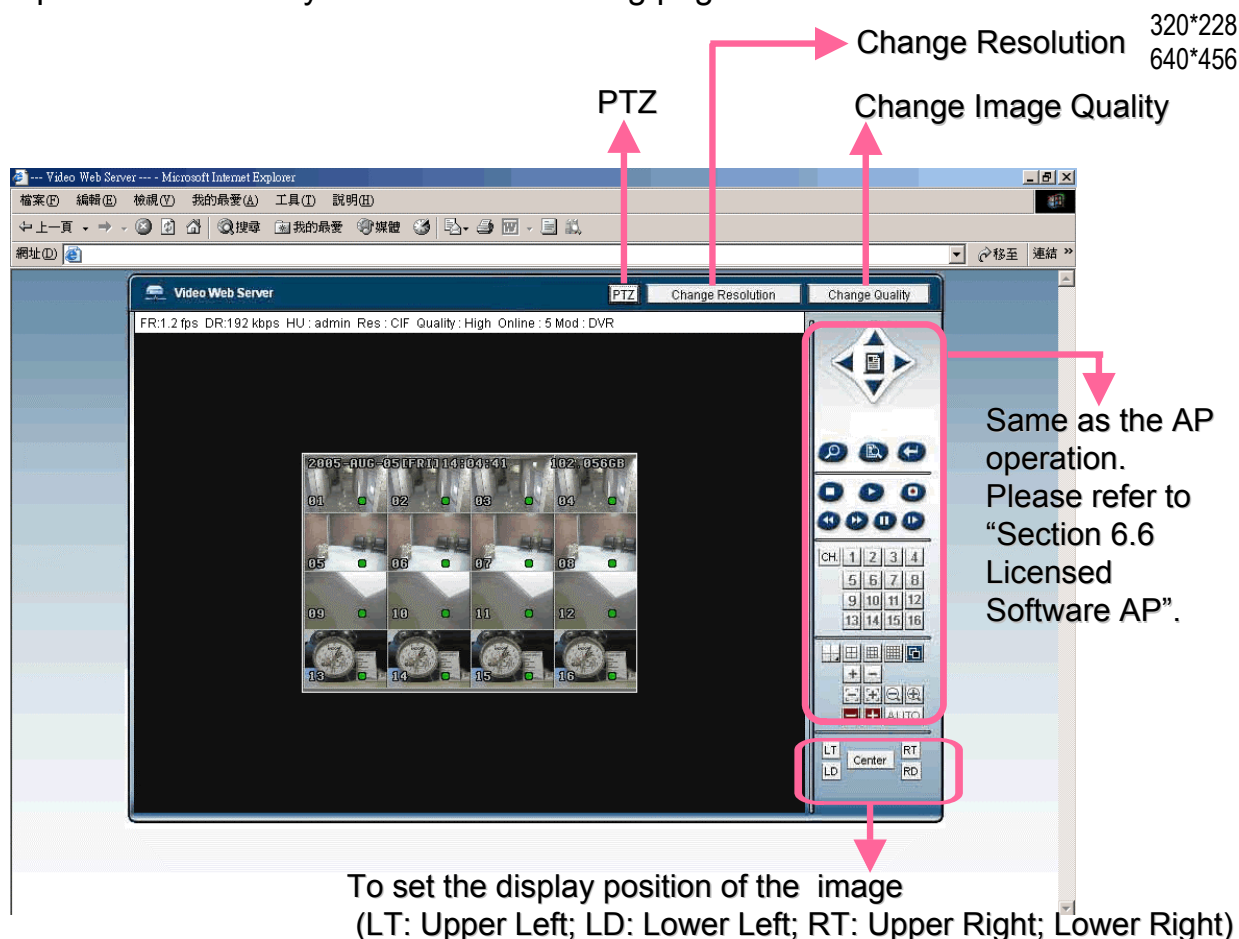 Change Resolution
320*228
640*456
PTZ
Change Image Quality
--- Video Web Server --- - Microsoft Internet Explorer
檔案(F) 編輯(E) 檢視(V) 我的最愛(A) 工具(T) 說明(H)
上一頁 搜尋 我的最愛 媒體
網址(D) 移至 連結 »
Video Web Server PTZ Change Resolution Change Quality
FR:1.2 fps DR:192 kbps HU : admin Res : CIF Quality : High Online : 5 Mod : DVR
2005-AUG-05[FRI]14:04:41 102.056GB
01 02 03 04
05 06 07 08
09 10 11 12
13 14 15 16
CH. 1 2 3 4
5 6 7 8
9 10 11 12
13 14 15 16
AUTO
LT Center RT
LD RD
Same as the AP
operation.
Please refer to
“Section 6.6
Licensed
Software AP”.
To set the display position of the image
(LT: Upper Left; LD: Lower Left; RT: Upper Right; Lower Right)